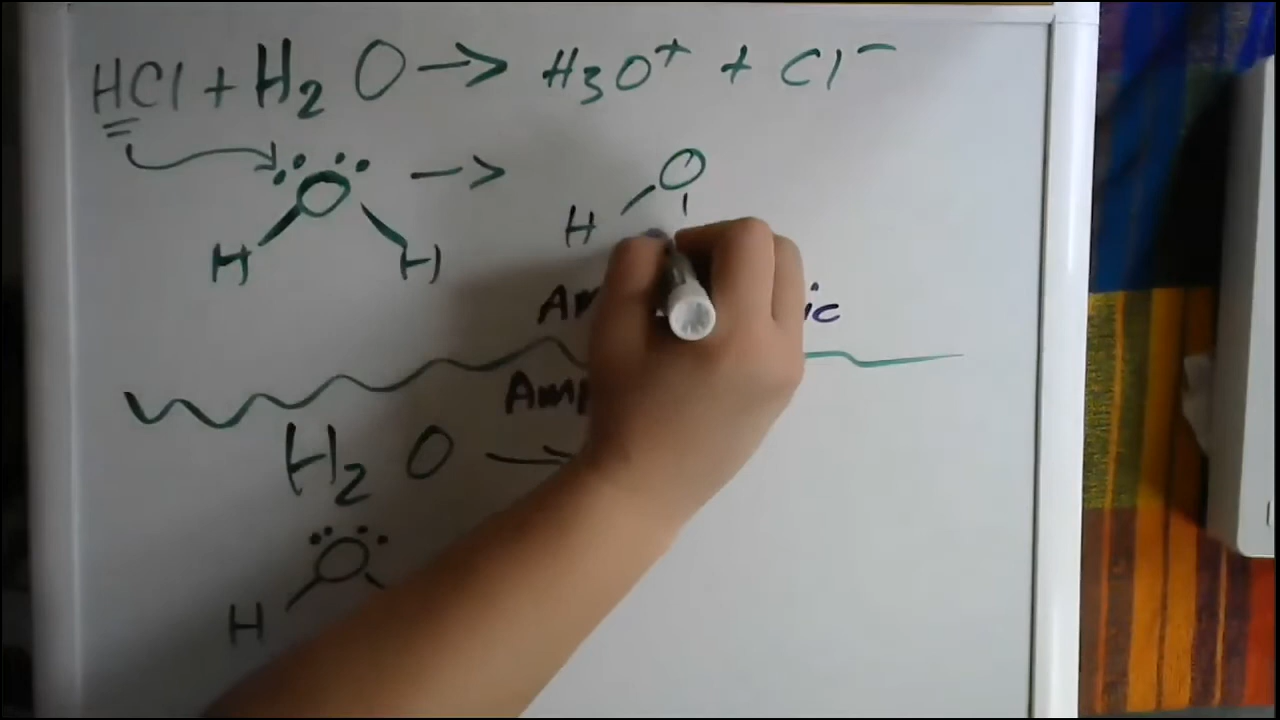 HCl + H₂O → H3O⁺ + Cl⁻
O → O
H H H
H₂O →
O
H